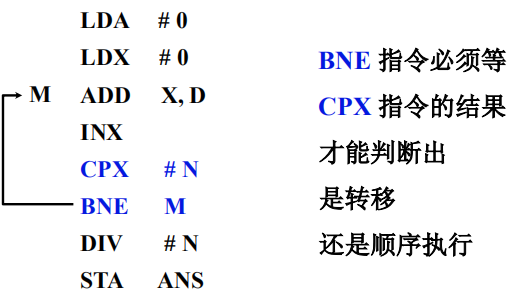 LDA # 0
LDX # 0
M ADD X, D
INX
CPX # N
BNE M
DIV # N
STA ANS
BNE 指令必须等
CPX 指令的结果
才能判断出
是转移
还是顺序执行